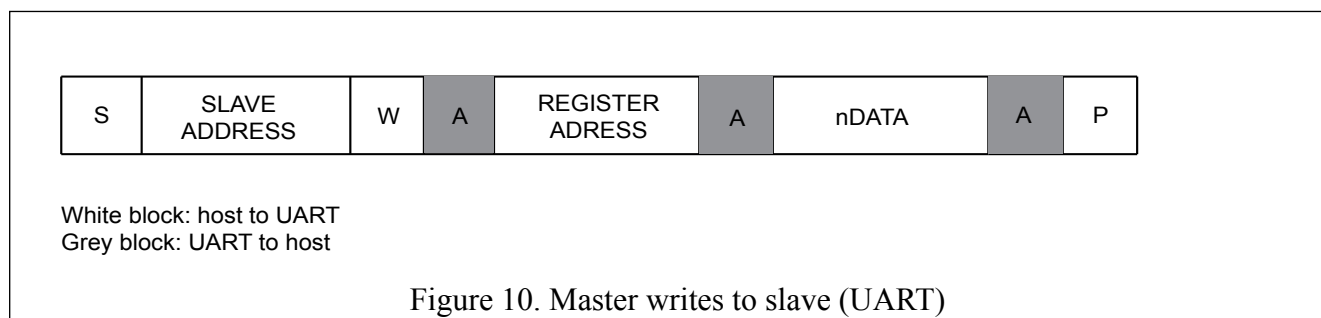 S SLAVE ADDRESS W A REGISTER ADRESS A nDATA A P
White block: host to UART
Grey block: UART to host
Figure 10. Master writes to slave (UART)